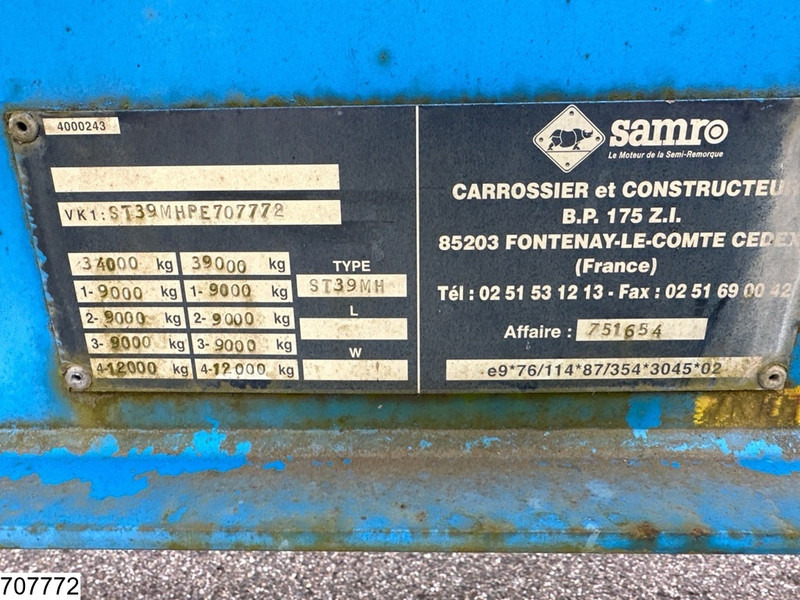 4000243
VK1: ST39MHPE707772
34000 kg 39000 kg TYPE
1- 9000 kg 1- 9000 kg ST39MH
2- 9000 kg 2- 9000 kg L
3- 9000 kg 3- 9000 kg W
4- 12000 kg 4- 12000 kg
samro
Le Moteur de la Semi-Remorque
CARROSSIER et CONSTRUCTEU
B.P. 175 Z.I.
85203 FONTENAY-LE-COMTE CEDEX
(France)
Tél : 02 51 53 12 13 - Fax : 02 51 69 00 42
Affaire : 751654
e9*76/114*87/354*3045*02
707772